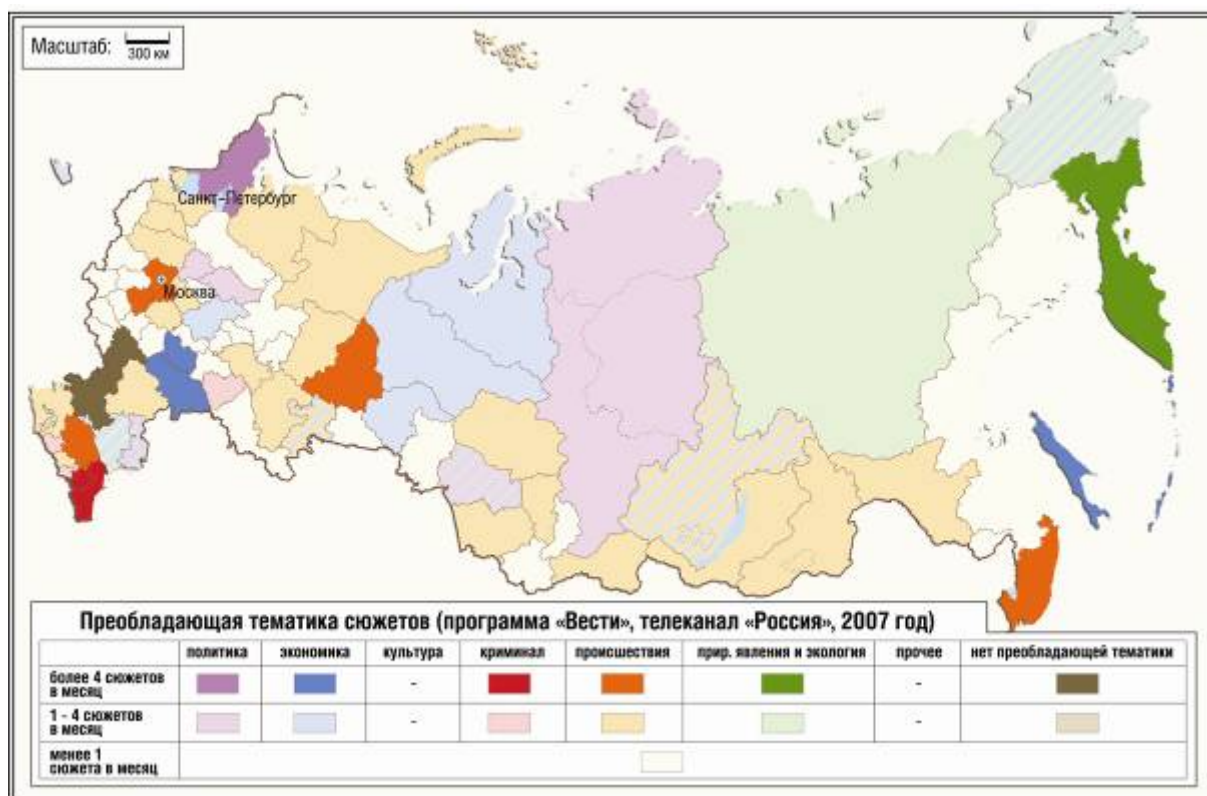 Масштаб:
300 км
Санкт-Петербург
Москва
Преобладающая тематика сюжетов (программа «Вести», телеканал «Россия», 2007 год)
политика экономика культура криминал происшествия прир. явления и экология прочее нет преобладающей тематики
более 4 сюжетов
в месяц
- -
1 - 4 сюжетов
в месяц
- -
менее 1
сюжета в месяц